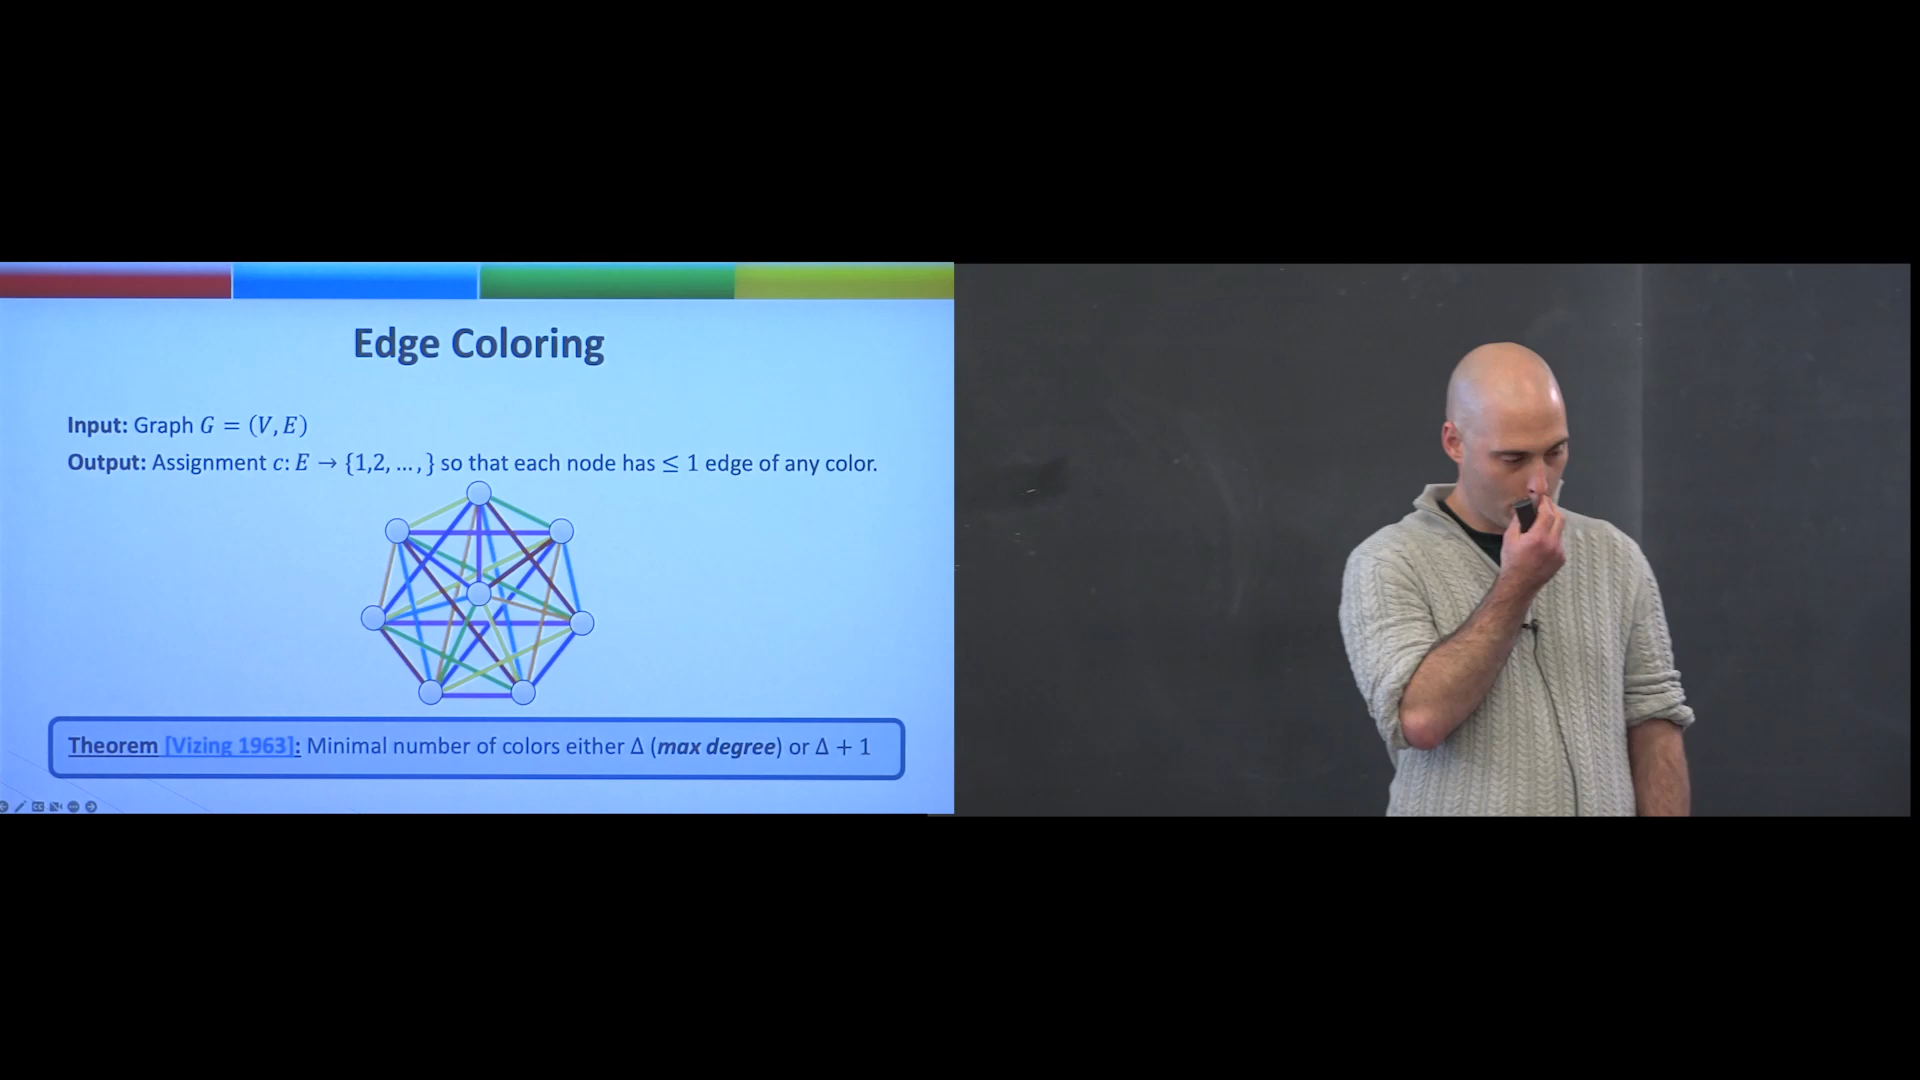 Edge Coloring
Input: Graph G = (V, E)
Output: Assignment c: E → {1,2, … , } so that each node has ≤ 1 edge of any color.
Theorem [Vizing 1963]: Minimal number of colors either Δ (max degree) or Δ + 1